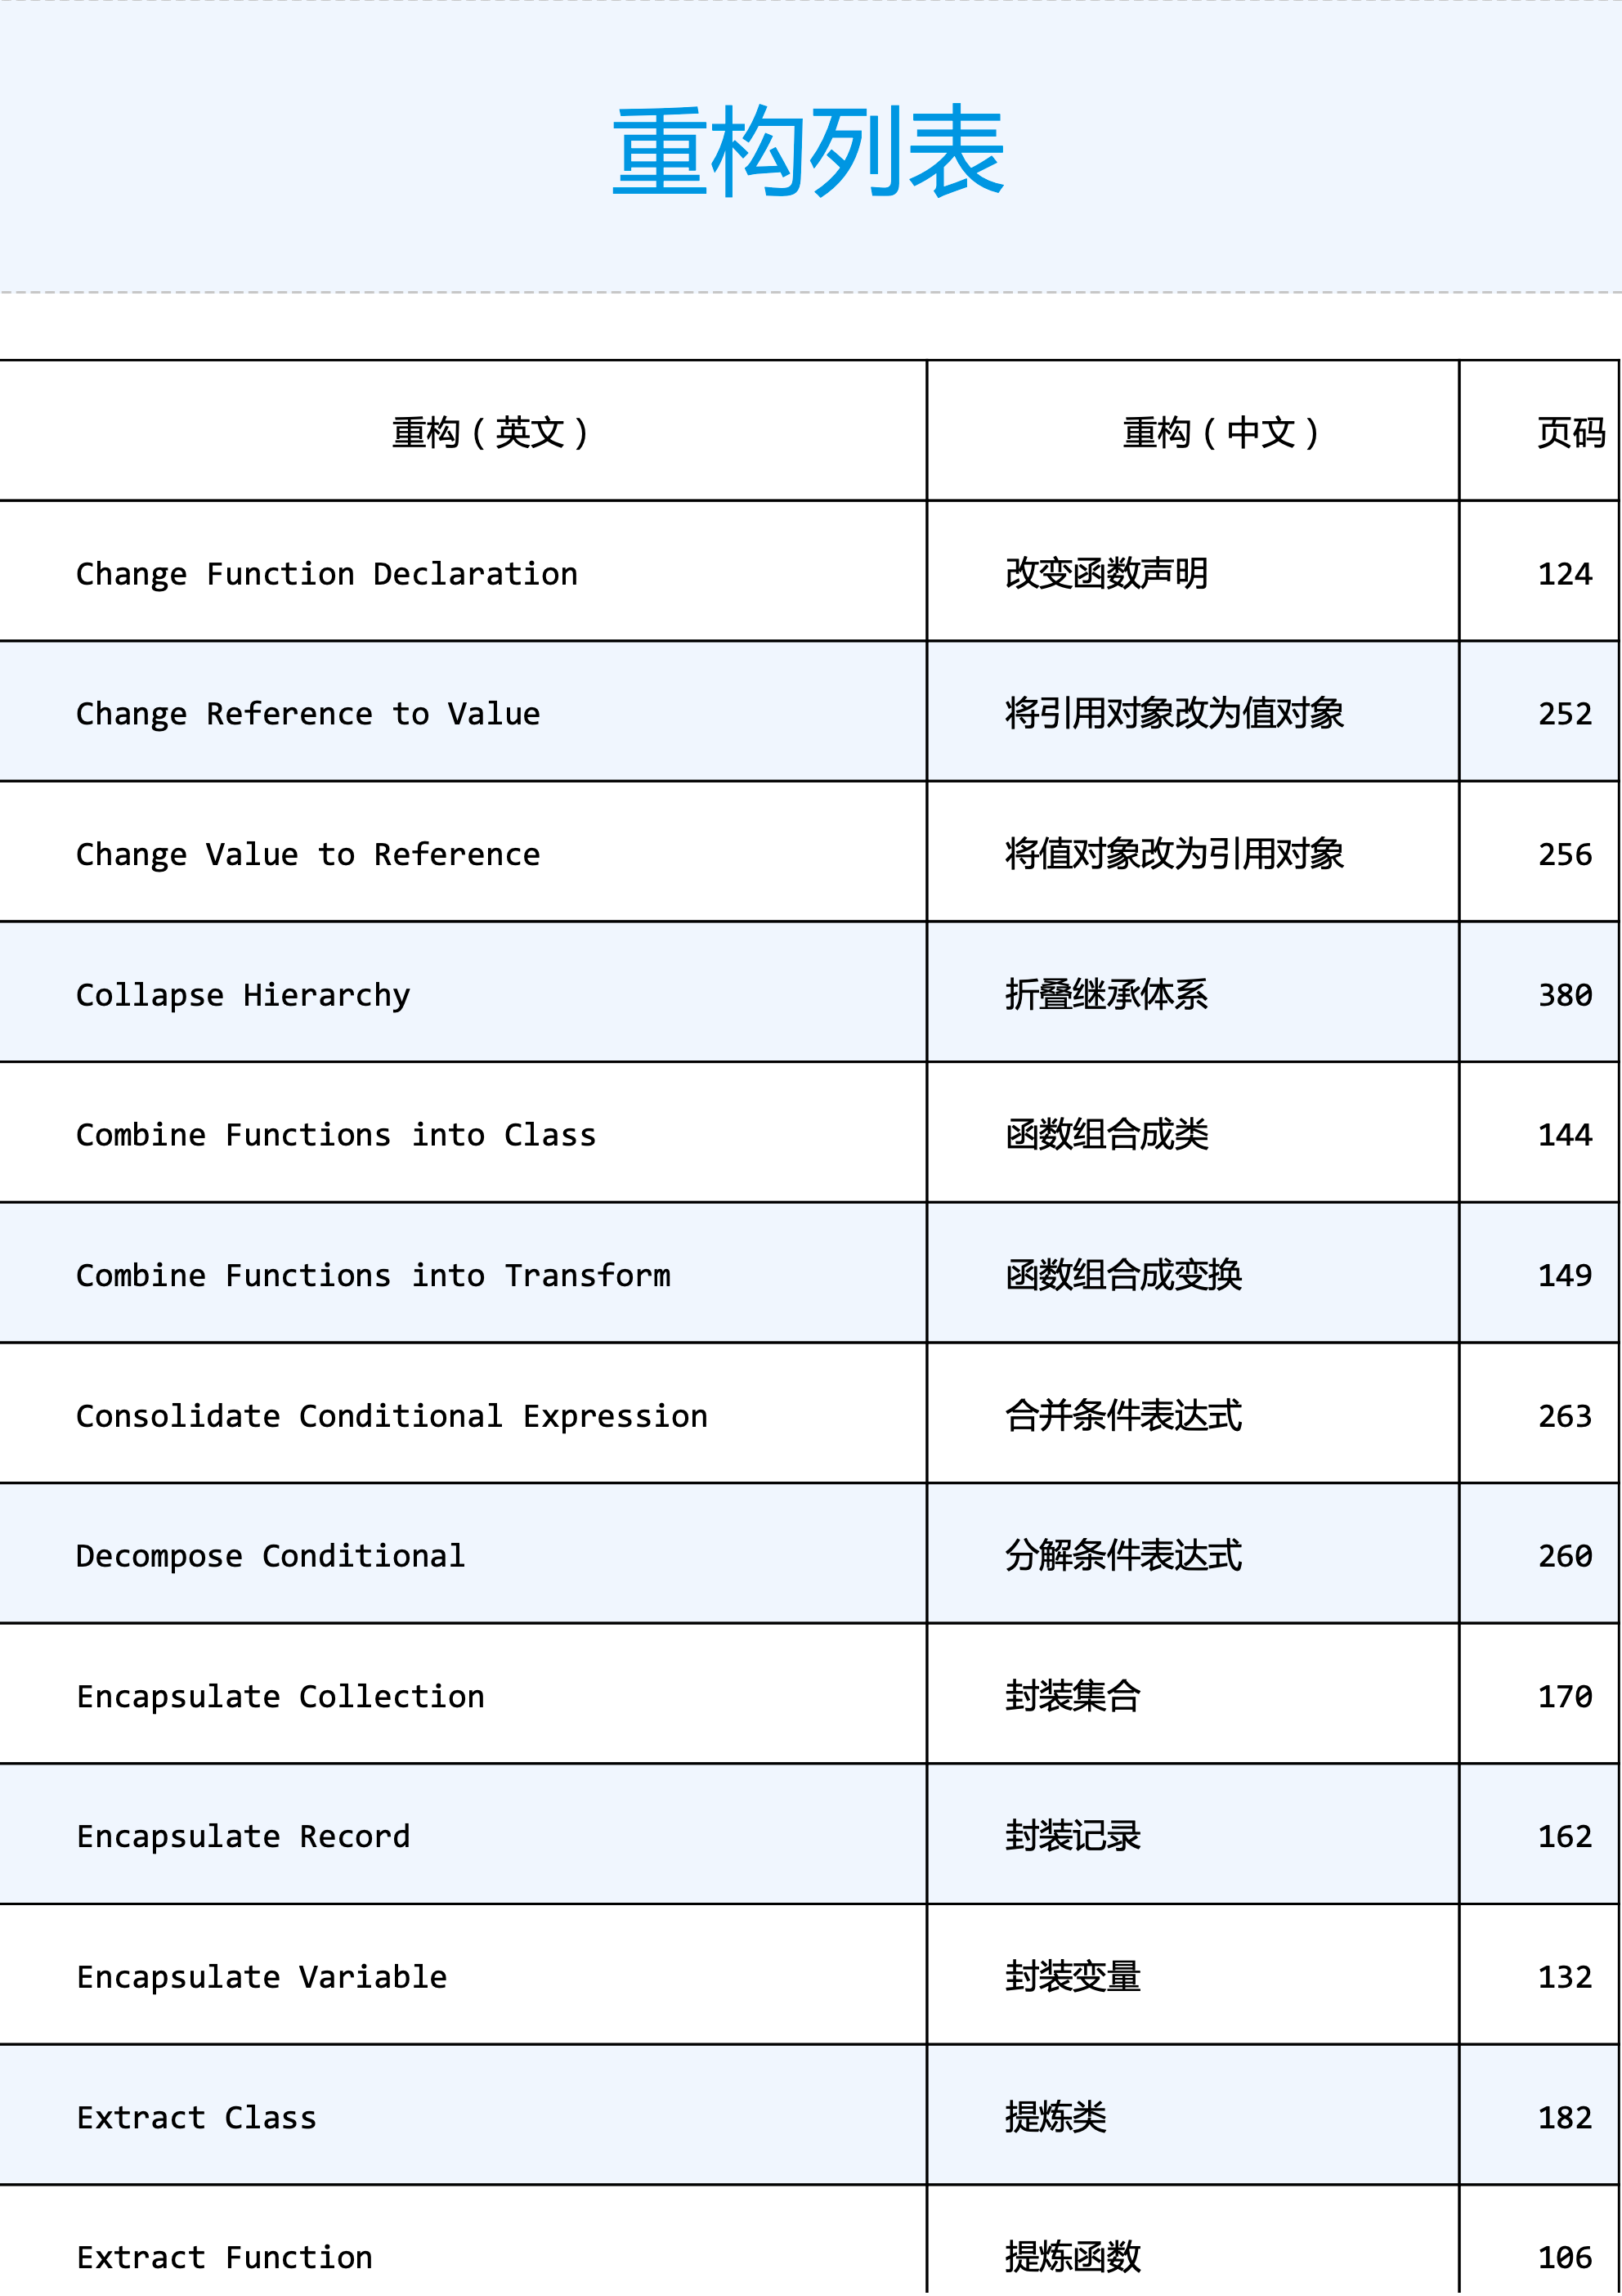 重构列表
重构（英文） 重构（中文） 页码
Change Function Declaration 改变函数声明 124
Change Reference to Value 将引用对象改为值对象 252
Change Value to Reference 将值对象改为引用对象 256
Collapse Hierarchy 折叠继承体系 380
Combine Functions into Class 函数组合成类 144
Combine Functions into Transform 函数组合成变换 149
Consolidate Conditional Expression 合并条件表达式 263
Decompose Conditional 分解条件表达式 260
Encapsulate Collection 封装集合 170
Encapsulate Record 封装记录 162
Encapsulate Variable 封装变量 132
Extract Class 提炼类 182
Extract Function 提炼函数 106